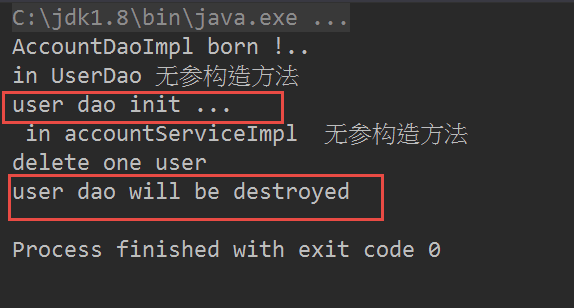 C:\jdk1.8\bin\java.exe ...
AccountDaoImpl born !..
in UserDao 无参构造方法
user dao init ...
in accountServiceImpl  无参构造方法
delete one user
user dao will be destroyed
Process finished with exit code 0